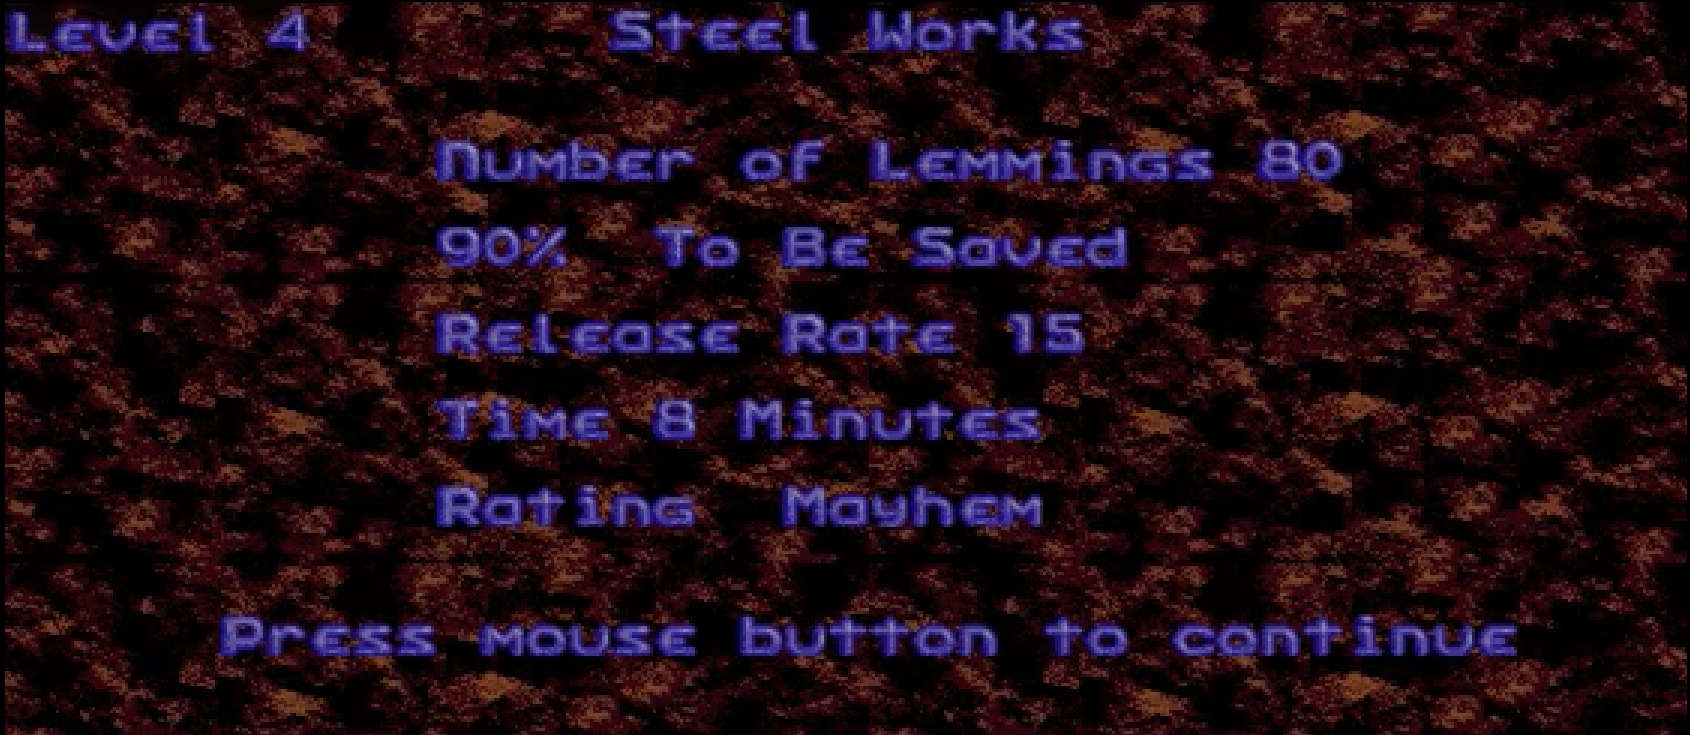 Level 4 Steel Works
Number of Lemmings 80
90% To Be Saved
Release Rate 15
Time 8 Minutes
Rating Mayhem
Press mouse button to continue